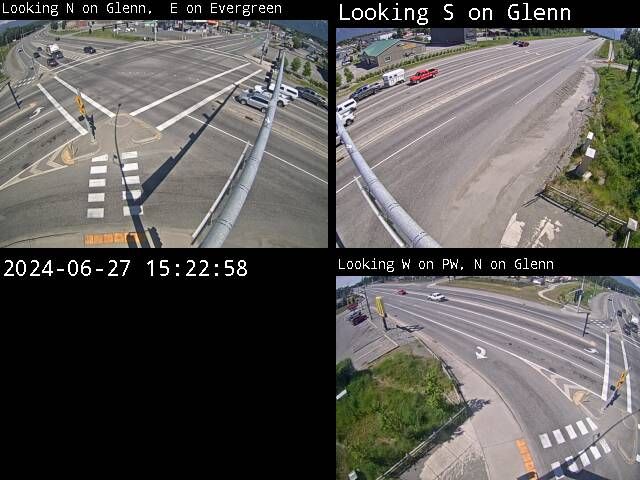 Looking N on Glenn, E on Evergreen
Looking S on Glenn
2024-06-27 15:22:58
Looking W on PW, N on Glenn